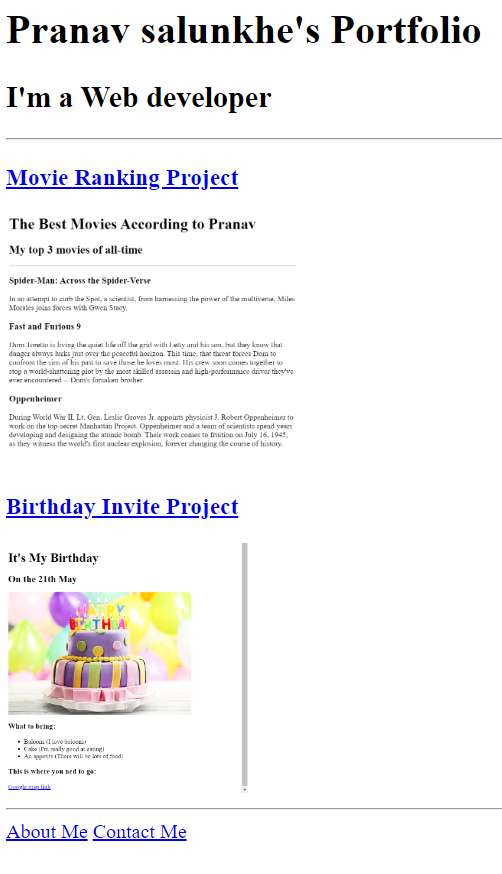 Pranav salunkhe's Portfolio
I'm a Web developer
Movie Ranking Project
The Best Movies According to Pranav
My top 3 movies of all-time
Spider-Man: Across the Spider-Verse
In an attempt to curb the Spot, a scientist, from harnessing the power of the multiverse, Miles
Morales joins forces with Gwen Stacy.
Fast and Furious 9
Dom Toretto is living the quiet life off the grid with Letty and his son, but they know that
danger always lurks just over the peaceful horizon. This time, that threat forces Dom to
confront the sins of his past to save those he loves most. His crew soon comes together to
stop a world-shattering plot by the most skilled assassin and high-performance driver they've
ever encountered -- Dom's forsaken brother
Oppenheimer
During World War II, Lt. Gen. Leslie Groves Jr. appoints physicist J. Robert Oppenheimer to
work on the top-secret Manhattan Project. Oppenheimer and a team of scientists spend years
developing and designing the atomic bomb. Their work comes to fruition on July 16, 1945,
as they witness the world's first nuclear explosion, forever changing the course of history.
Birthday Invite Project
It's My Birthday
On the 21th May
HAPPY
BIRTHDAY
What to bring:
Baloons (I love baloons)
Cake (I'm really good at eating)
An appetite (There will be lots of food)
This is where you ned to go:
Google map link
About Me Contact Me